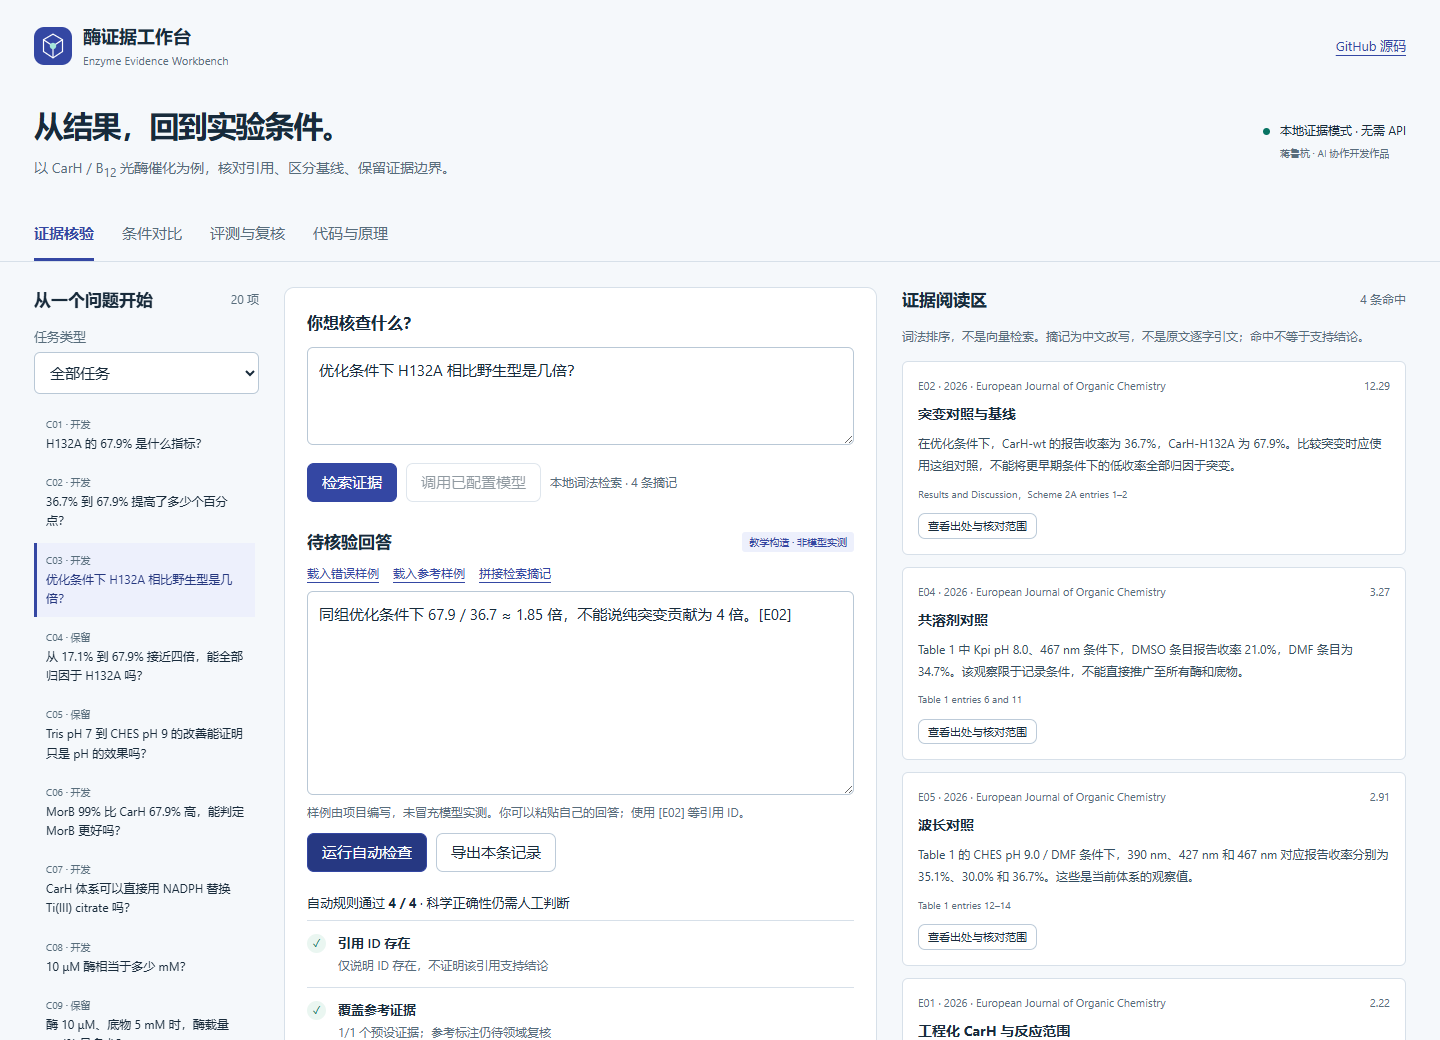 酶证据工作台
Enzyme Evidence Workbench
GitHub 源码
从结果，回到实验条件。
以 CarH / B12 光酶催化为例，核对引用、区分基线、保留证据边界。
本地证据模式 · 无需 API
蒋鲁杭 · AI 协作开发作品
证据核验
条件对比
评测与复核
代码与原理
从一个问题开始
20 项
任务类型
全部任务
C01 · 开发
H132A 的 67.9% 是什么指标？
C02 · 开发
36.7% 到 67.9% 提高了多少个百分
点？
C03 · 开发
优化条件下 H132A 相比野生型是几
倍？
C04 · 保留
从 17.1% 到 67.9% 接近四倍，能全部
归因于 H132A 吗？
C05 · 保留
Tris pH 7 到 CHES pH 9 的改善能证明
只是 pH 的效果吗？
C06 · 开发
MorB 99% 比 CarH 67.9% 高，能判定
MorB 更好吗？
C07 · 开发
CarH 体系可以直接用 NADPH 替换
Ti(III) citrate 吗？
C08 · 开发
10 μM 酶相当于多少 mM？
C09 · 保留
酶 10 μM、底物 5 mM 时，酶载量
你想核查什么？
优化条件下 H132A 相比野生型是几倍？
检索证据
调用已配置模型
本地词法检索 · 4 条摘记
待核验回答
教学构造 · 非模型实测
载入错误样例
载入参考样例
拼接检索摘记
同组优化条件下 67.9 / 36.7 ≈ 1.85 倍，不能说纯突变贡献为 4 倍。[E02]
样例由项目编写，未冒充模型实测。你可以粘贴自己的回答；使用 [E02] 等引用 ID。
运行自动检查
导出本条记录
自动规则通过 4 / 4 · 科学正确性仍需人工判断
引用 ID 存在
仅说明 ID 存在，不证明该引用支持结论
覆盖参考证据
1/1 个预设证据；参考标注仍待领域复核
证据阅读区
4 条命中
词法排序，不是向量检索。摘记为中文改写，不是原文逐字引文；命中不等于支持结论。
E02 · 2026 · European Journal of Organic Chemistry
12.29
突变对照与基线
在优化条件下，CarH-wt 的报告收率为 36.7%，CarH-H132A 为 67.9%。比较突变时应使
用这组对照，不能将更早期条件下的低收率全部归因于突变。
Results and Discussion，Scheme 2A entries 1–2
查看出处与核对范围
E04 · 2026 · European Journal of Organic Chemistry
3.27
共溶剂对照
Table 1 中 Kpi pH 8.0、467 nm 条件下，DMSO 条目报告收率 21.0%，DMF 条目为
34.7%。该观察限于记录条件，不能直接推广至所有酶和底物。
Table 1 entries 6 and 11
查看出处与核对范围
E05 · 2026 · European Journal of Organic Chemistry
2.91
波长对照
Table 1 的 CHES pH 9.0 / DMF 条件下，390 nm、427 nm 和 467 nm 对应报告收率分别为
35.1%、30.0% 和 36.7%。这些是当前体系的观察值。
Table 1 entries 12–14
查看出处与核对范围
E01 · 2026 · European Journal of Organic Chemistry
2.22
工程化 CarH 与反应范围